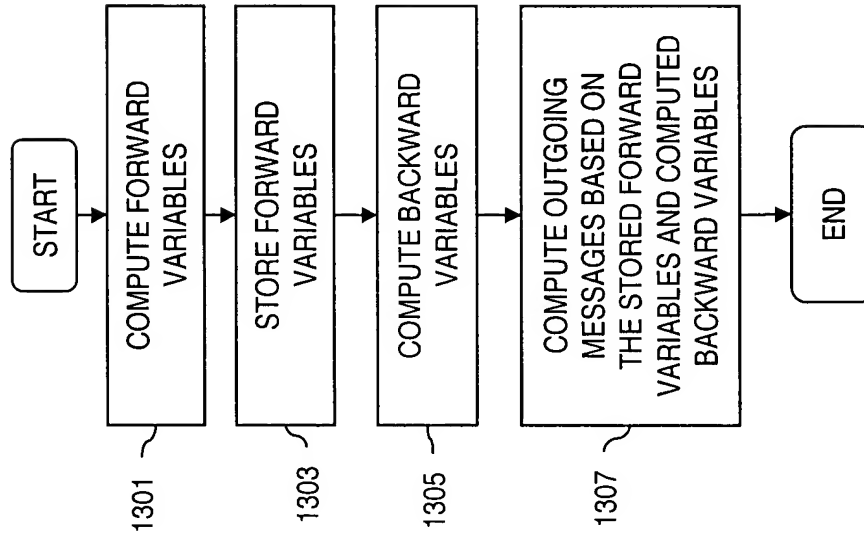 START
1301
COMPUTE FORWARD
VARIABLES
1303
STORE FORWARD
VARIABLES
1305
COMPUTE BACKWARD
VARIABLES
1307
COMPUTE OUTGOING
MESSAGES BASED ON
THE STORED FORWARD
VARIABLES AND COMPUTED
BACKWARD VARIABLES
END